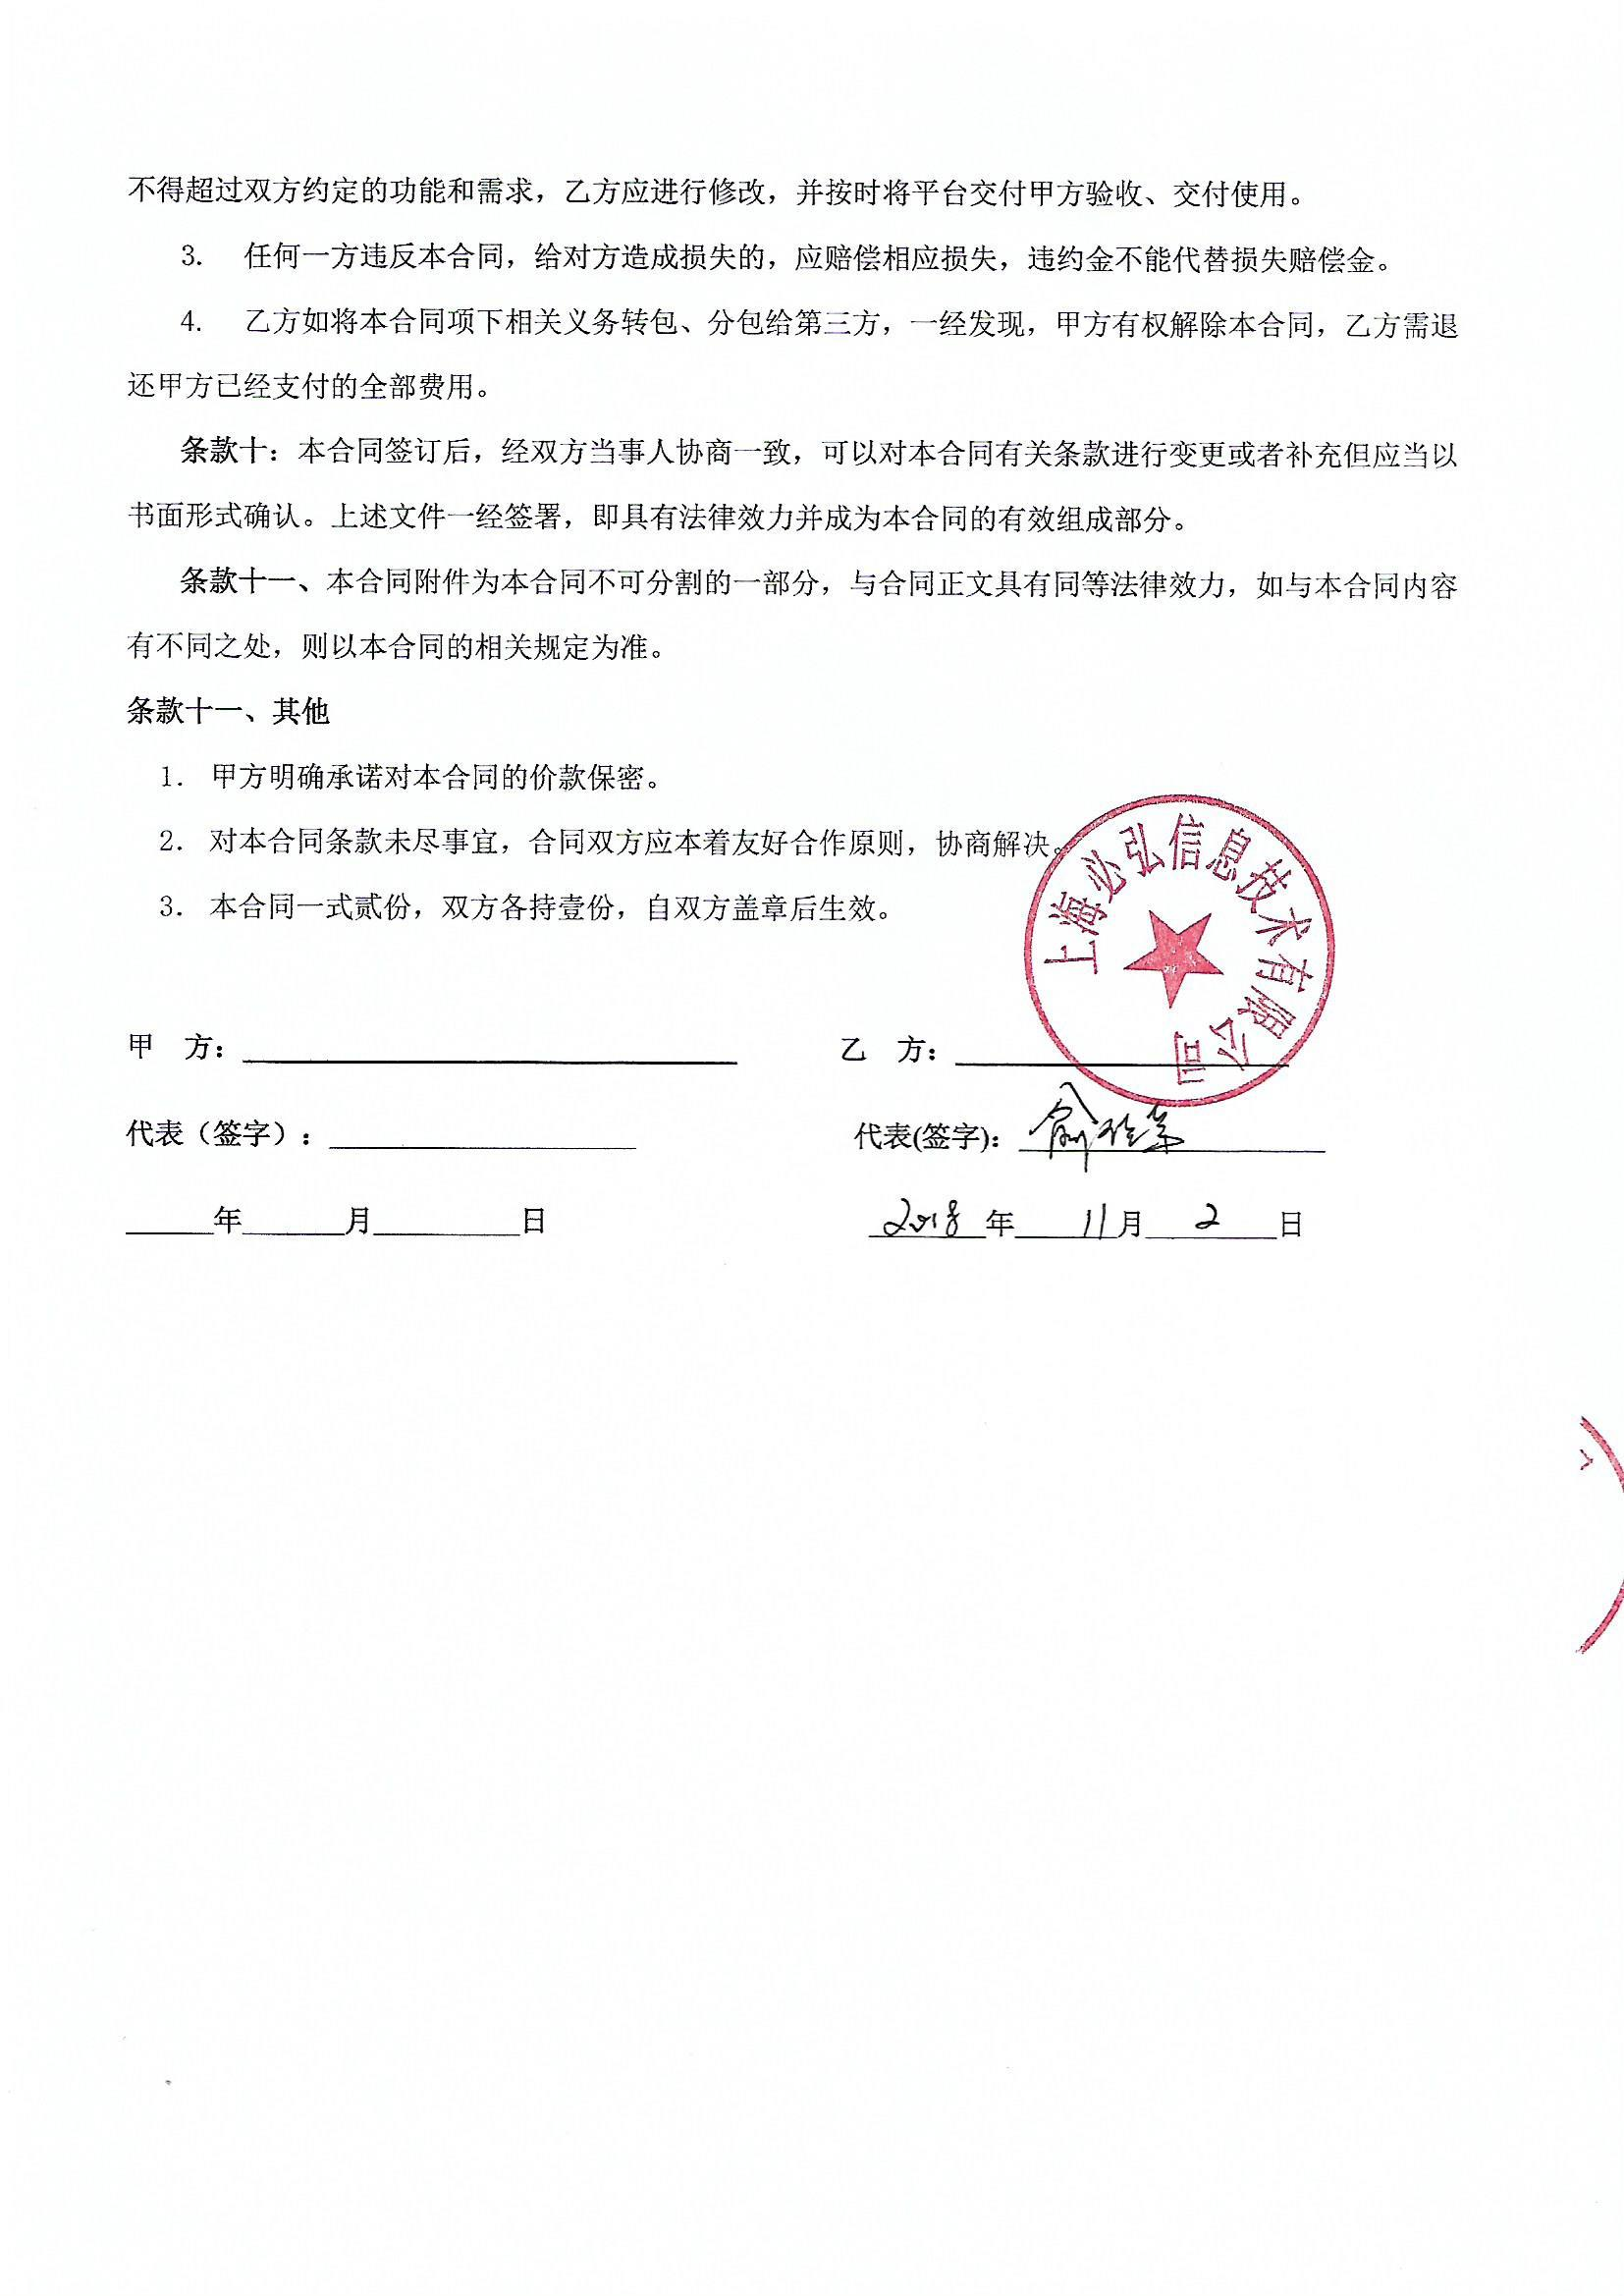 不得超过双方约定的功能和需求，乙方应进行修改，并按时将平台交付甲方验收、交付使用。
3. 任何一方违反本合同，给对方造成损失的，应赔偿相应损失，违约金不能代替损失赔偿金。
4. 乙方如将本合同项下相关义务转包、分包给第三方，一经发现，甲方有权解除本合同，乙方需退
还甲方已经支付的全部费用。
条款十：本合同签订后，经双方当事人协商一致，可以对本合同有关条款进行变更或者补充但应当以
书面形式确认。上述文件一经签署，即具有法律效力并成为本合同的有效组成部分。
条款十一、本合同附件为本合同不可分割的一部分，与合同正文具有同等法律效力，如与本合同内容
有不同之处，则以本合同的相关规定为准。
条款十一、其他
1. 甲方明确承诺对本合同的价款保密。
2. 对本合同条款未尽事宜，合同双方应本着友好合作原则，协商解决。
3. 本合同一式贰份，双方各持壹份，自双方盖章后生效。
上海必弘信息技术有限公司
甲 方： 乙 方：
代表（签字）： 代表(签字): 俞
年 月 日 2018 年 11 月 2 日